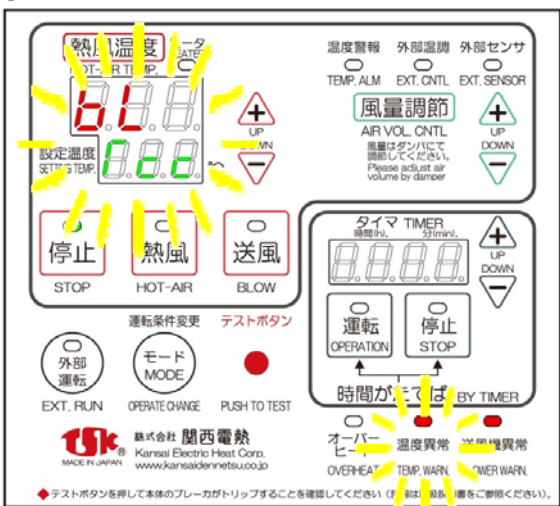 熱風温度
HOT-AIR TEMP.
bL
設定温度
SETTING TEMP.
Icc
℃
UP
DOWN
温度警報 外部温調 外部センサ
TEMP. ALM EXT. CNTL EXT. SENSOR
風量調節
AIR VOL CNTL
風量はダンパにて
調節してください。
Please adjust air
volume by damper
UP
DOWN
停止 熱風 送風
STOP HOT-AIR BLOW
タイマ TIMER
時間(h). 分(min).
UP
DOWN
運転 停止
OPERATION STOP
BY TIMER
運転条件変更 テストボタン
外部
運転
モード
MODE
EXT. RUN OPERATE CHANGE PUSH TO TEST
オーバー
ヒート
温度異常
OVERHEAT TEMP. WARN.
TSK
MADE IN JAPAN
株式会社 関西電熱
Kansai Electric Heat Corp.
www.kansaidennetsu.co.jp
◆テストボタンを押して本体のブレーカがトリップすることを確認してください